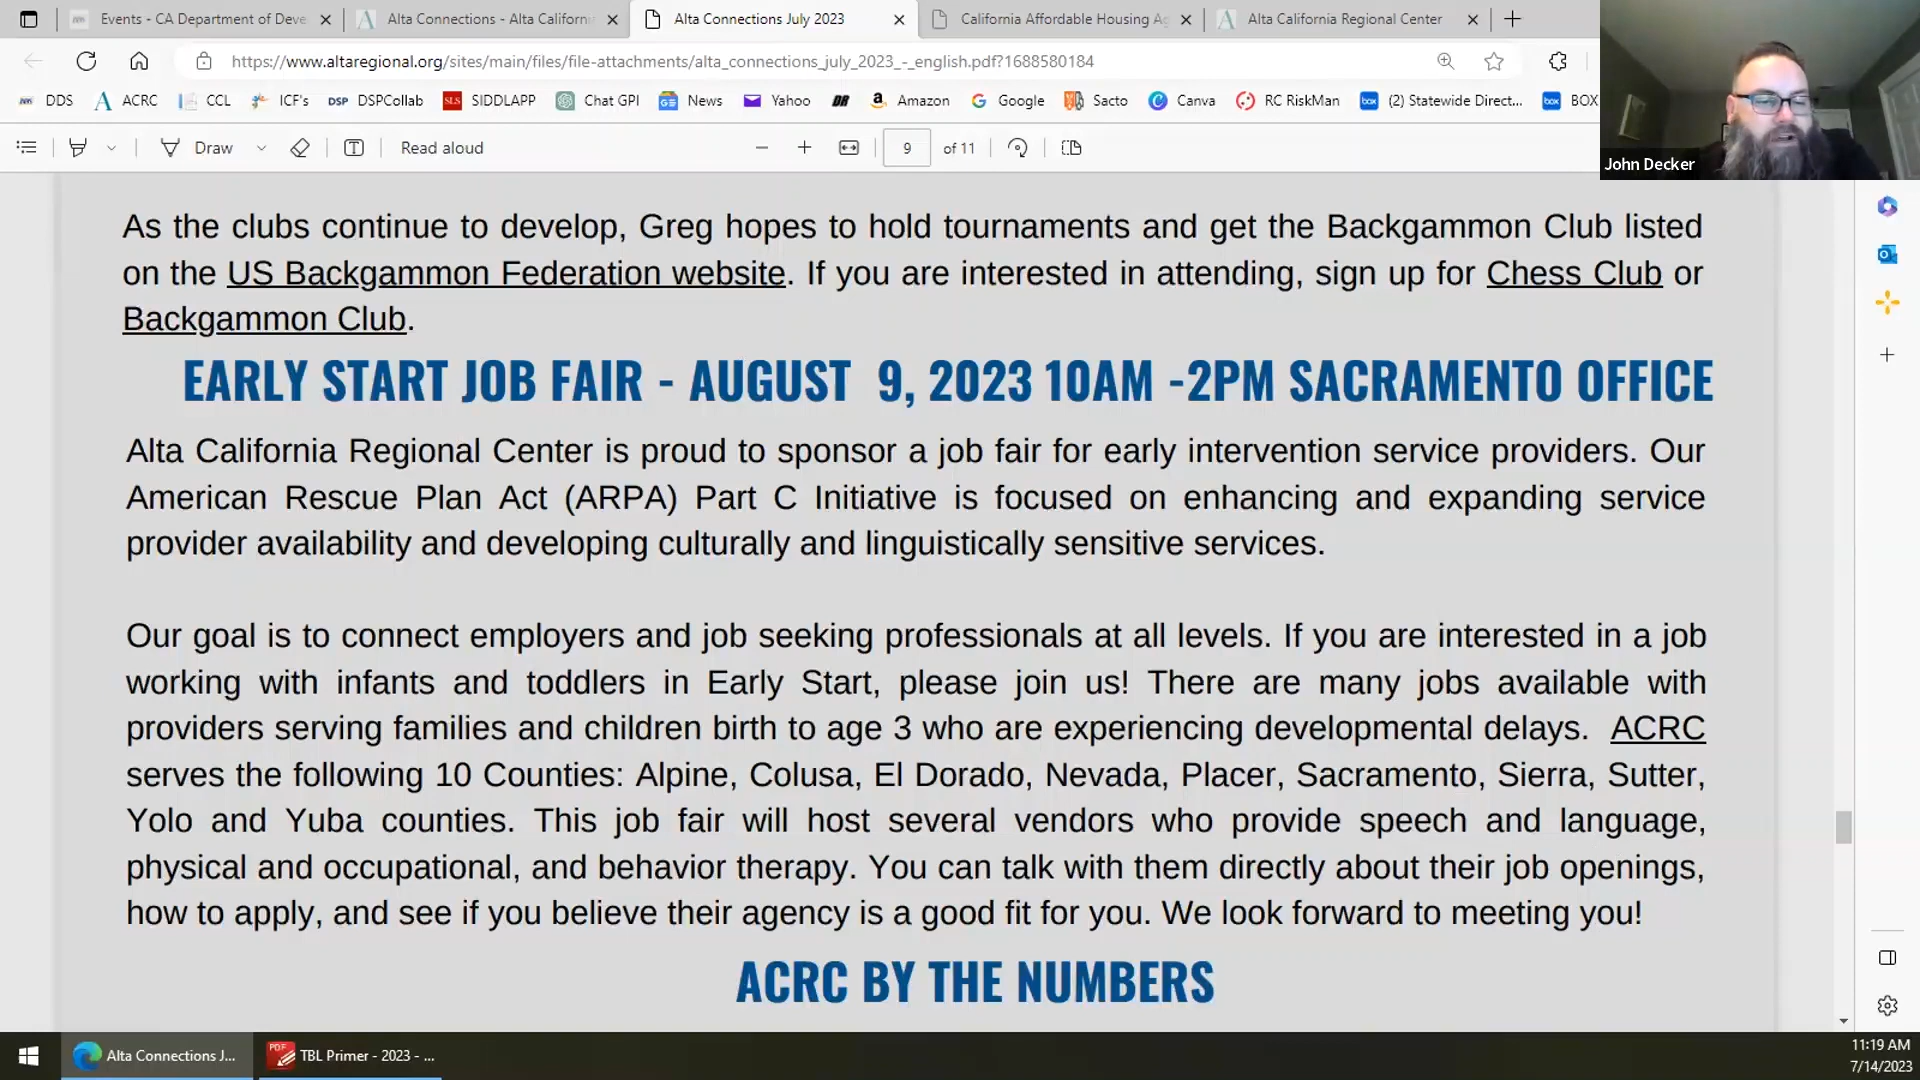 Events - CA Department of Deve
Alta Connections - Alta Californi
Alta Connections July 2023
California Affordable Housing Ag
Alta California Regional Center
https://www.altaregional.org/sites/main/files/file-attachments/alta_connections_july_2023_-_english.pdf?1688580184
DDS
ACRC
CCL
ICF's
DSP DSPCollab
SLS SIDDLAPP
Chat GPI
News
Yahoo
DR
Amazon
Google
Sacto
Canva
RC RiskMan
box (2) Statewide Direct...
box BOX
Draw
Read aloud
9 of 11
John Decker
As the clubs continue to develop, Greg hopes to hold tournaments and get the Backgammon Club listed
on the US Backgammon Federation website. If you are interested in attending, sign up for Chess Club or
Backgammon Club.
EARLY START JOB FAIR - AUGUST 9, 2023 10AM -2PM SACRAMENTO OFFICE
Alta California Regional Center is proud to sponsor a job fair for early intervention service providers. Our
American Rescue Plan Act (ARPA) Part C Initiative is focused on enhancing and expanding service
provider availability and developing culturally and linguistically sensitive services.
Our goal is to connect employers and job seeking professionals at all levels. If you are interested in a job
working with infants and toddlers in Early Start, please join us! There are many jobs available with
providers serving families and children birth to age 3 who are experiencing developmental delays. ACRC
serves the following 10 Counties: Alpine, Colusa, El Dorado, Nevada, Placer, Sacramento, Sierra, Sutter,
Yolo and Yuba counties. This job fair will host several vendors who provide speech and language,
physical and occupational, and behavior therapy. You can talk with them directly about their job openings,
how to apply, and see if you believe their agency is a good fit for you. We look forward to meeting you!
ACRC BY THE NUMBERS
Alta Connections J...
PDF TBL Primer - 2023 - ...
11:19 AM
7/14/2023